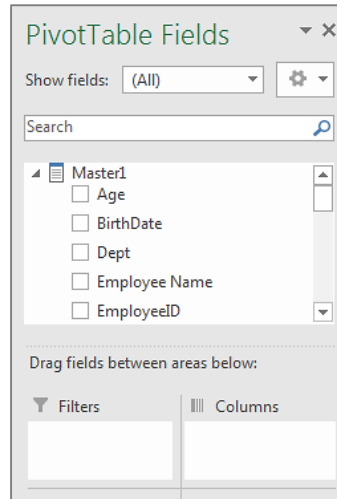 PivotTable Fields
Show fields: (All)
Search
Master1
Age
BirthDate
Dept
Employee Name
EmployeeID
Drag fields between areas below:
Filters Columns